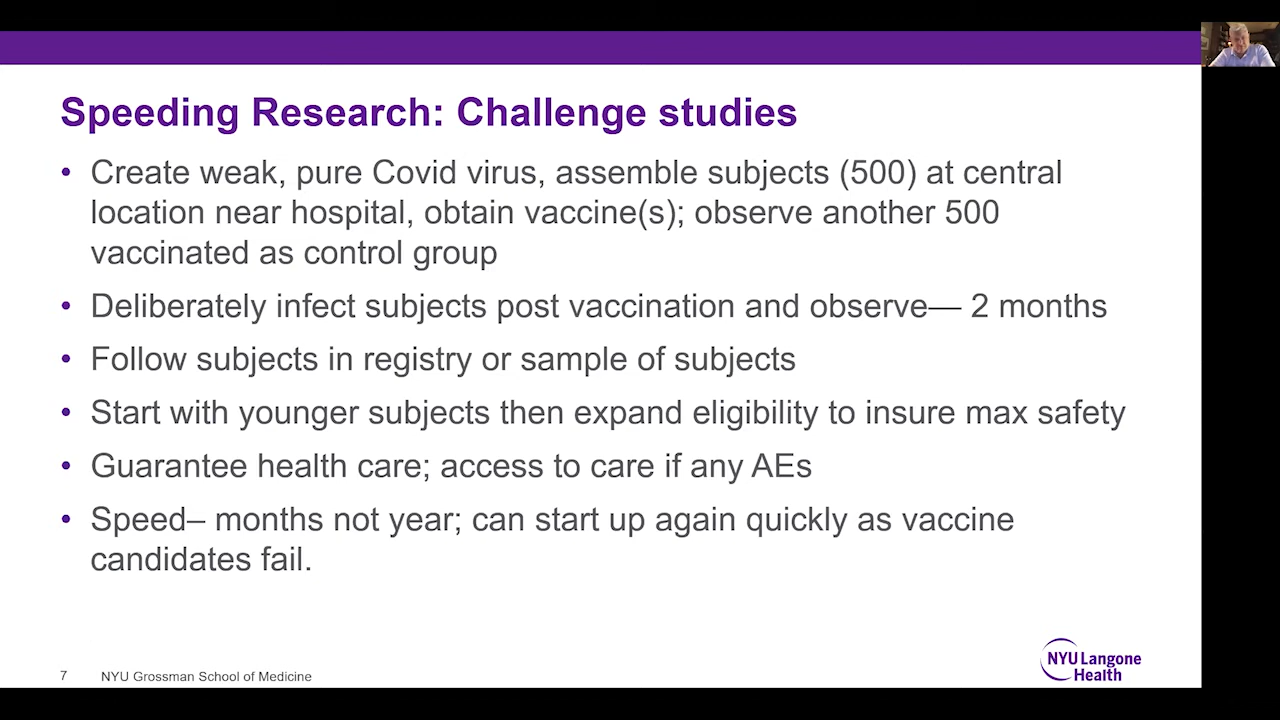 Speeding Research: Challenge studies
• Create weak, pure Covid virus, assemble subjects (500) at central
location near hospital, obtain vaccine(s); observe another 500
vaccinated as control group
• Deliberately infect subjects post vaccination and observe— 2 months
• Follow subjects in registry or sample of subjects
• Start with younger subjects then expand eligibility to insure max safety
• Guarantee health care; access to care if any AEs
• Speed– months not year; can start up again quickly as vaccine
candidates fail.
7 NYU Grossman School of Medicine
NYU Langone
Health